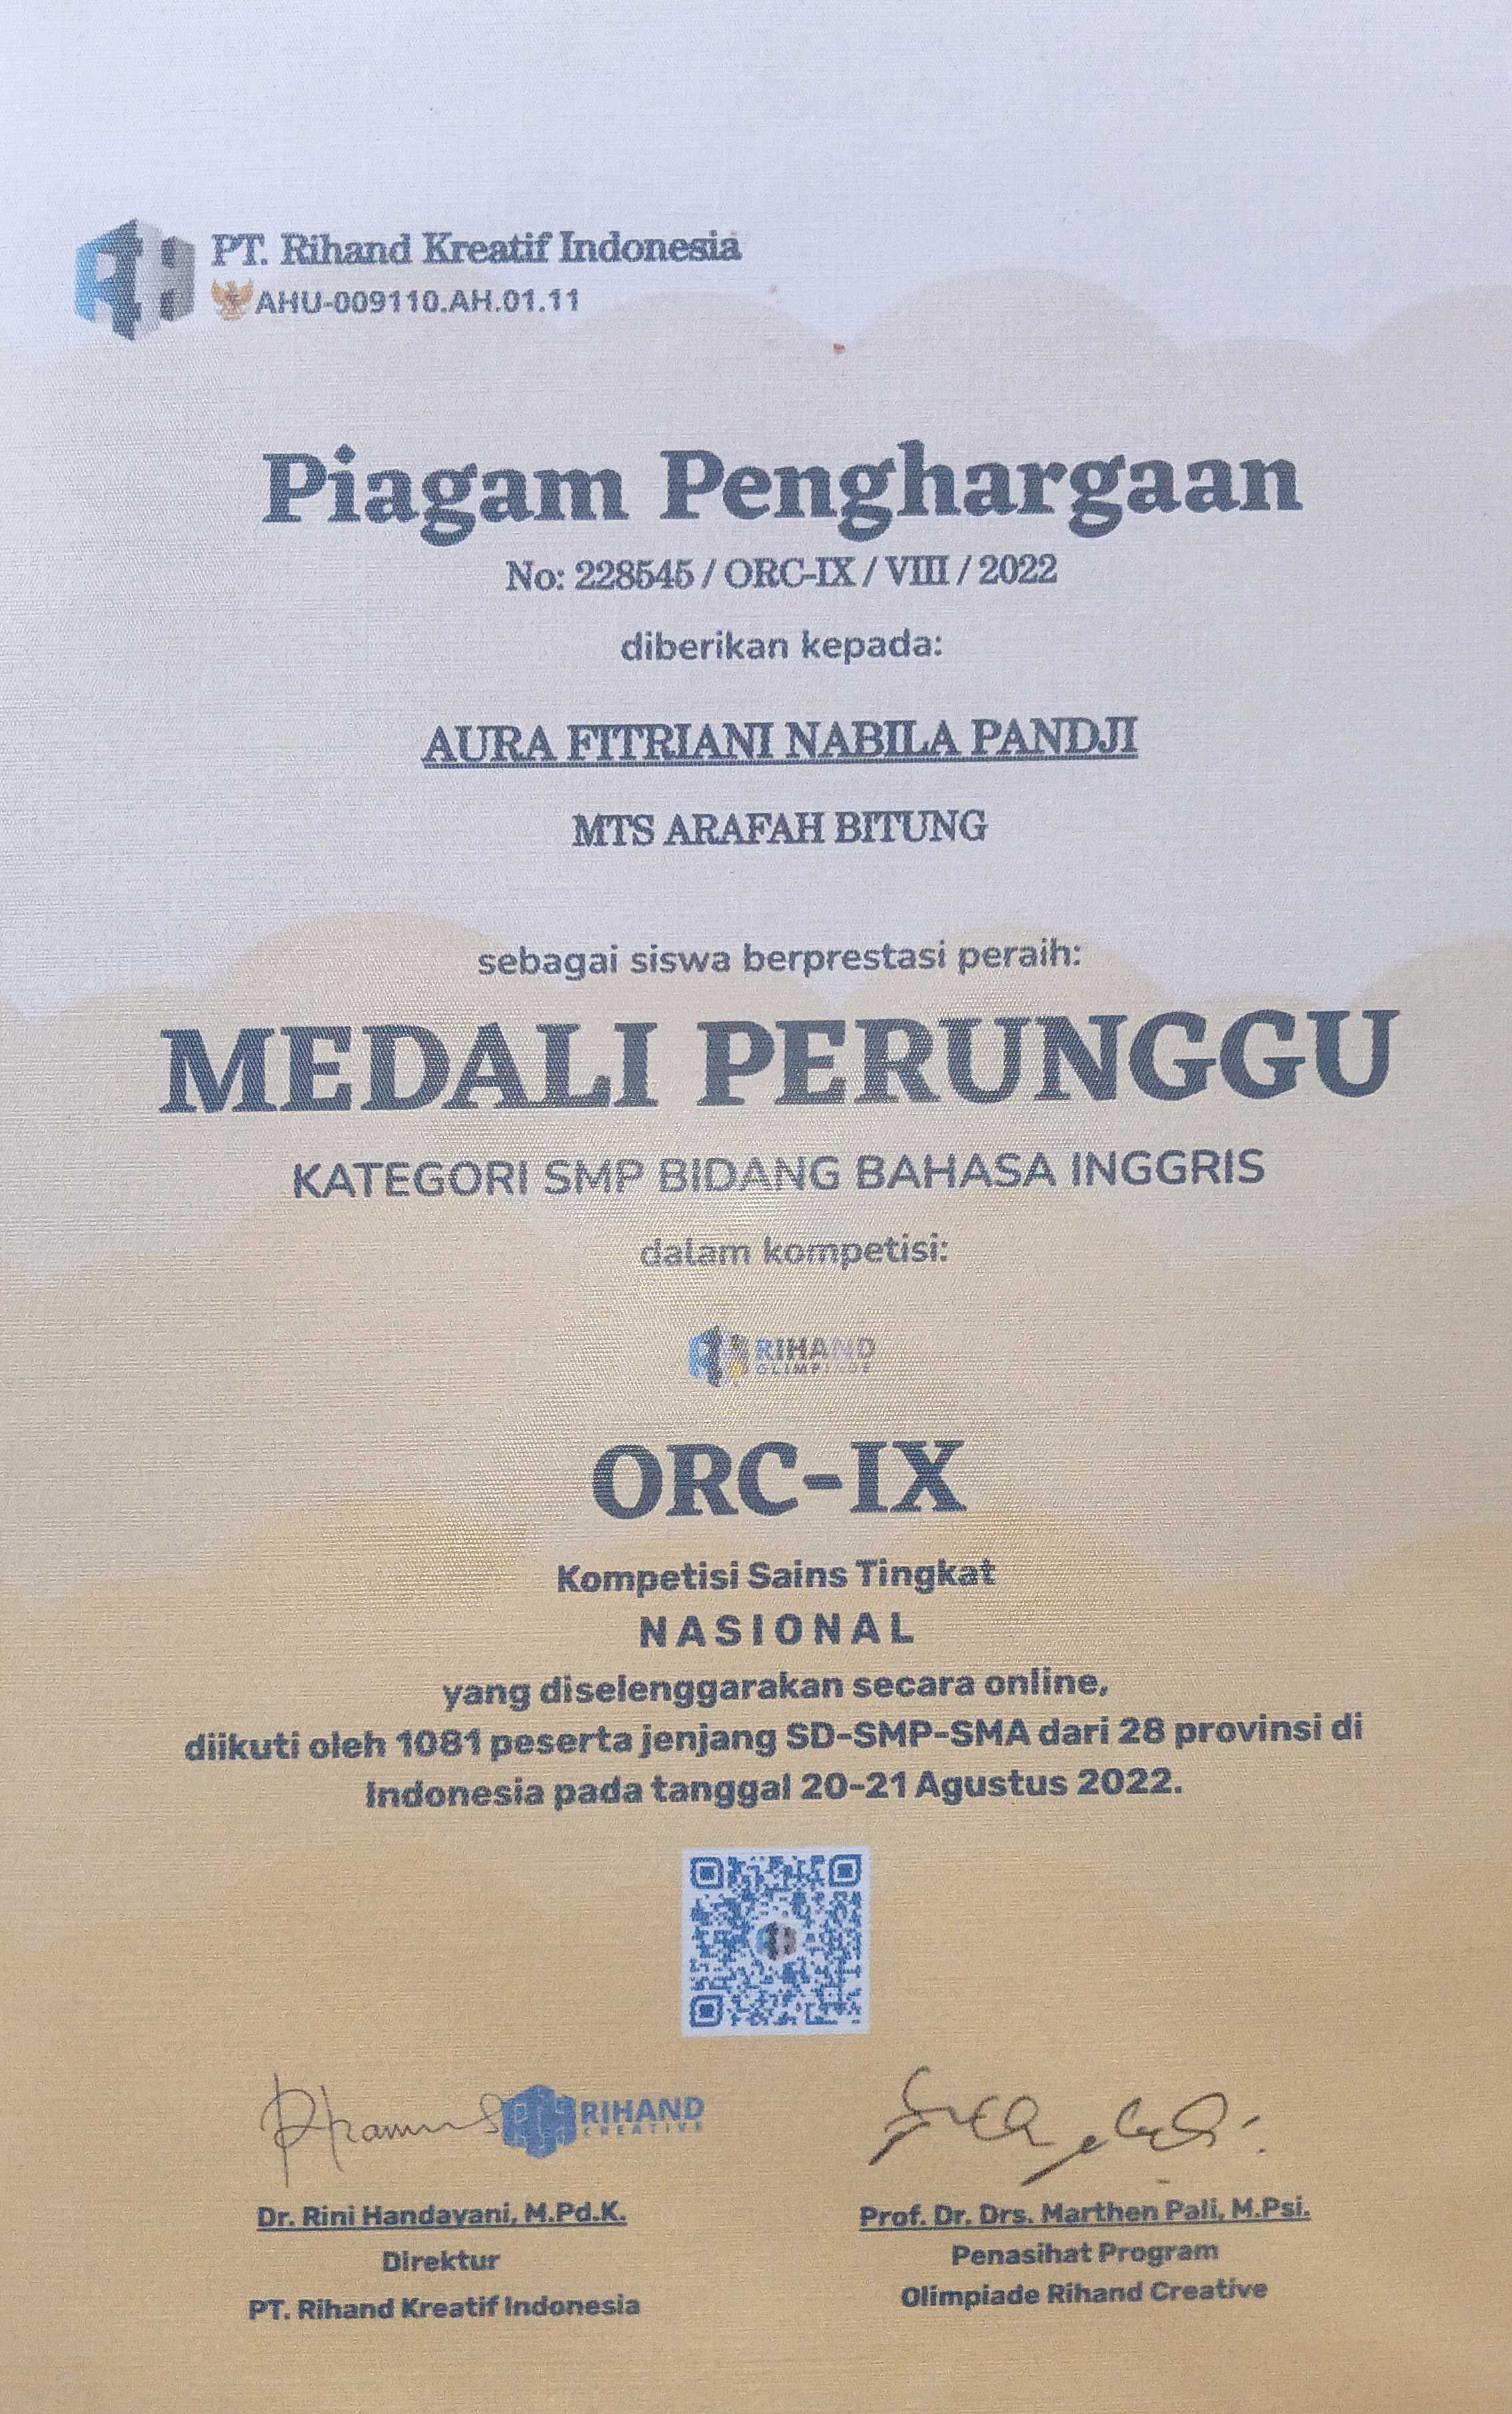 PT. Rihand Kreatif Indonesia
AHU-009110.AH.01.11
Piagam Penghargaan
No: 228545 / ORC-IX / VIII / 2022
diberikan kepada:
AURA FITRIANI NABILA PANDJI
MTS ARAFAH BITUNG
sebagai siswa berprestasi peraih:
MEDALI PERUNGGU
KATEGORI SMP BIDANG BAHASA INGGRIS
dalam kompetisi:
RIHAND
OLIMPIADE
ORC-IX
Kompetisi Sains Tingkat
NASIONAL
yang diselenggarakan secara online,
diikuti oleh 1081 peserta jenjang SD-SMP-SMA dari 28 provinsi di
Indonesia pada tanggal 20-21 Agustus 2022.
RIHAND
CREATIVE
Dr. Rini Handayani, M.Pd.K.
Direktur
PT. Rihand Kreatif Indonesia
Prof. Dr. Drs. Marthen Pali, M.Psi.
Penasihat Program
Olimpiade Rihand Creative